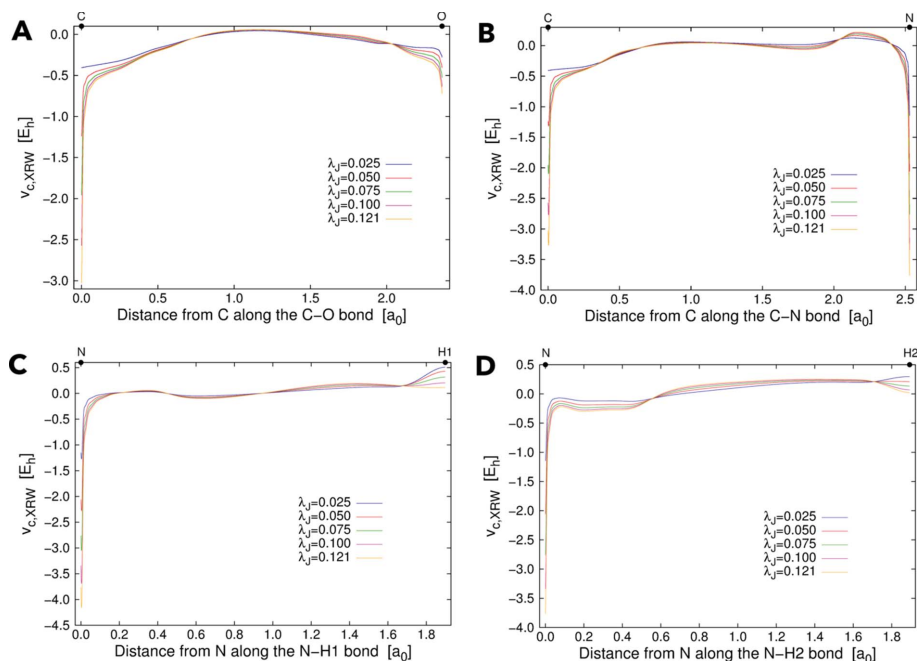 A
C
O
0.0
−0.5
−1.0
−1.5
−2.0
−2.5
−3.0
v_c,XRW [E_h]
λ_J=0.025
λ_J=0.050
λ_J=0.075
λ_J=0.100
λ_J=0.121
0.0 0.5 1.0 1.5 2.0
Distance from C along the C−O bond [a_0]
B
C
N
0.0
−0.5
−1.0
−1.5
−2.0
−2.5
−3.0
−3.5
−4.0
v_c,XRW [E_h]
λ_J=0.025
λ_J=0.050
λ_J=0.075
λ_J=0.100
λ_J=0.121
0.0 0.5 1.0 1.5 2.0 2.5
Distance from C along the C−N bond [a_0]
C
N
H1
0.5
0.0
−0.5
−1.0
−1.5
−2.0
−2.5
−3.0
−3.5
−4.0
−4.5
v_c,XRW [E_h]
λ_J=0.025
λ_J=0.050
λ_J=0.075
λ_J=0.100
λ_J=0.121
0.0 0.2 0.4 0.6 0.8 1.0 1.2 1.4 1.6 1.8
Distance from N along the N−H1 bond [a_0]
D
N
H2
0.5
0.0
−0.5
−1.0
−1.5
−2.0
−2.5
−3.0
−3.5
−4.0
v_c,XRW [E_h]
λ_J=0.025
λ_J=0.050
λ_J=0.075
λ_J=0.100
λ_J=0.121
0.0 0.2 0.4 0.6 0.8 1.0 1.2 1.4 1.6 1.8
Distance from N along the N−H2 bond [a_0]